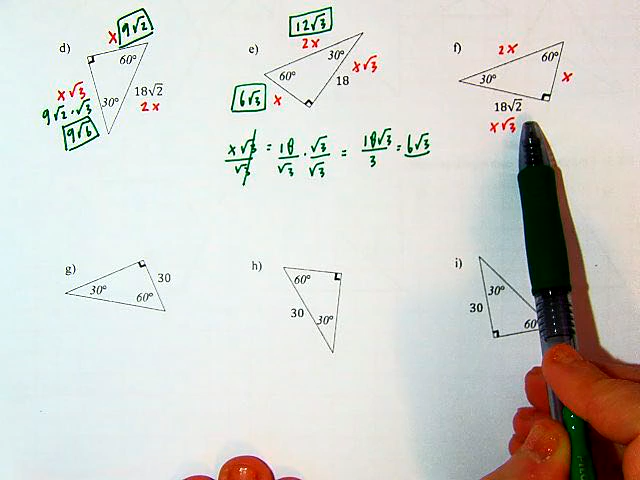 d)
x 9√2
60°
x√3
9√2·√3
9√6
30°
18√2
2x
e)
12√3
2x
30°
60°
x√3
18
6√3
x
x√3/√3 = 18/√3 · √3/√3 = 18√3/3 = 6√3
f)
2x
60°
30°
x
18√2
x√3
g)
30
30°
60°
h)
60°
30
30°
i)
30°
30
60°